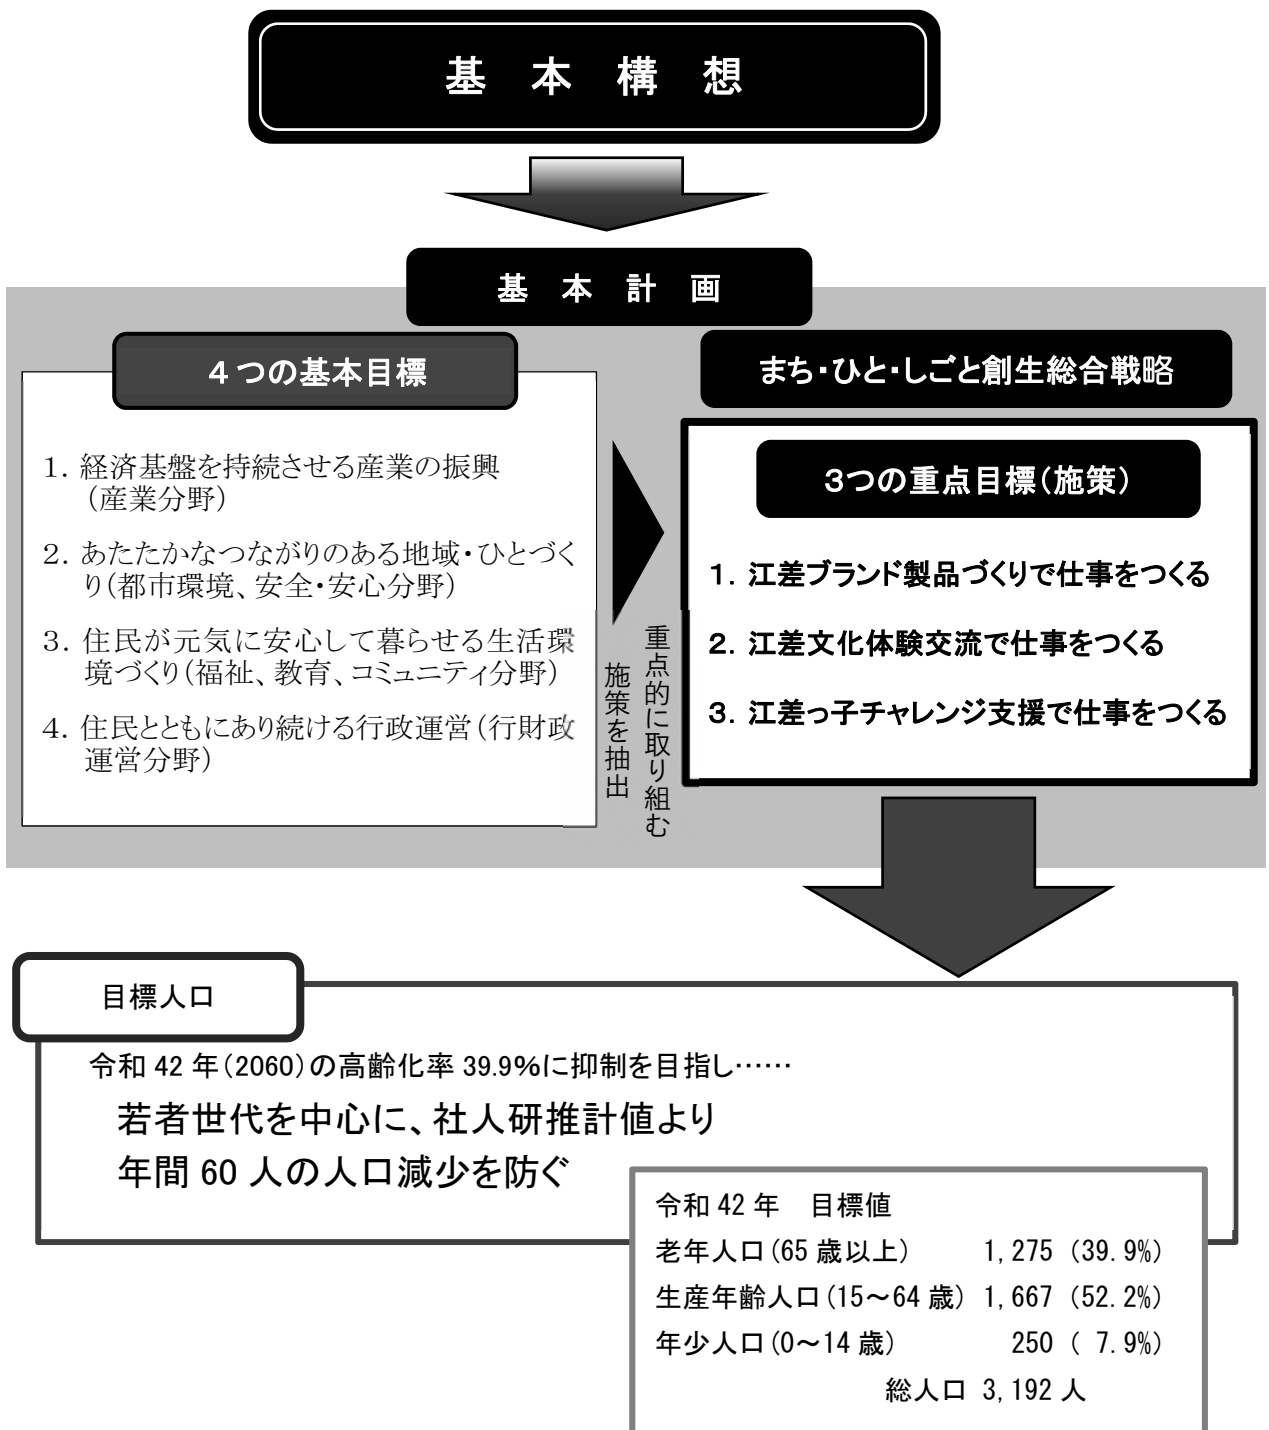 基本構想
基本計画
４つの基本目標
1．経済基盤を持続させる産業の振興
（産業分野）
2．あたたかなつながりのある地域・ひとづく
り（都市環境、安全・安心分野）
3．住民が元気に安心して暮らせる生活環
境づくり（福祉、教育、コミュニティ分野）
4．住民とともにあり続ける行政運営（行財政
運営分野）
重点的に取り組む
施策を抽出
まち・ひと・しごと創生総合戦略
３つの重点目標（施策）
１．江差ブランド製品づくりで仕事をつくる
２．江差文化体験交流で仕事をつくる
３．江差っ子チャレンジ支援で仕事をつくる
目標人口
令和 42 年（2060）の高齢化率 39.9％に抑制を目指し……
若者世代を中心に、社人研推計値より
年間 60 人の人口減少を防ぐ
令和 42 年　目標値
老年人口（65 歳以上）　1,275（39.9%）
生産年齢人口（15～64 歳）1,667（52.2%）
年少人口（0～14 歳）　250（ 7.9%）
総人口 3,192 人